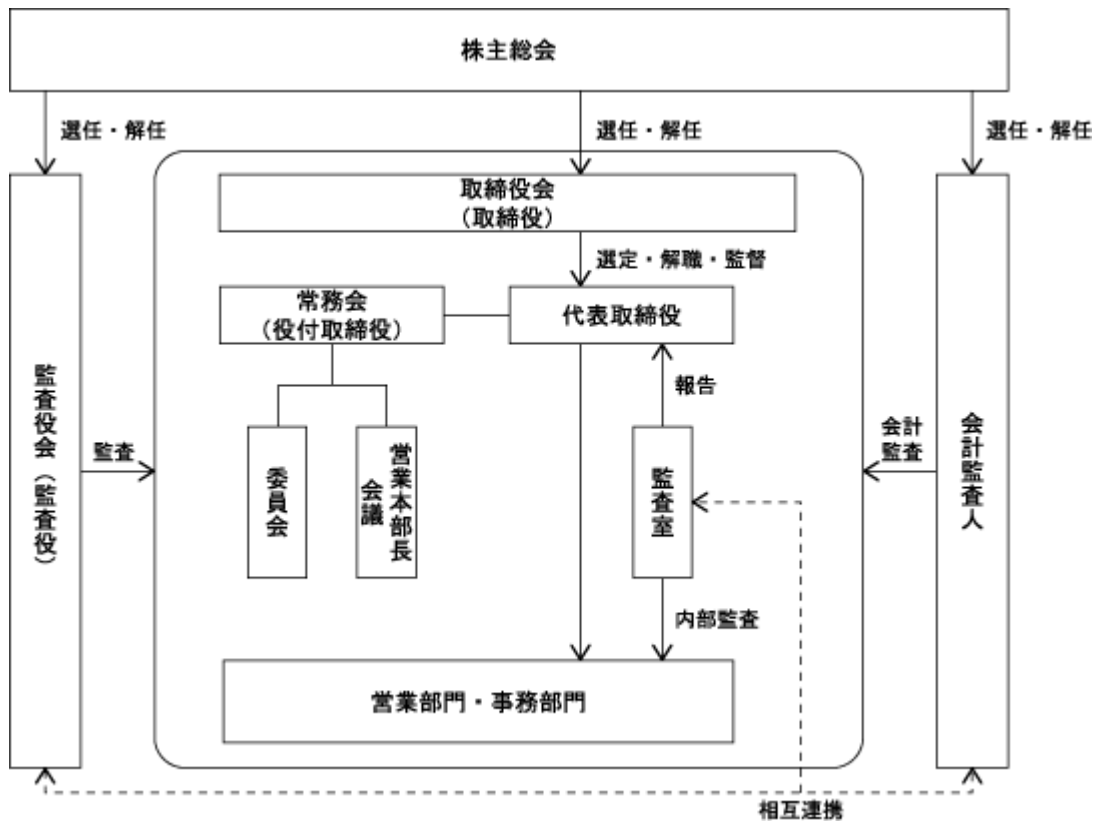 株主総会
選任・解任
選任・解任
選任・解任
取締役会
（取締役）
選定・解職・監督
常務会
（役付取締役）
代表取締役
報告
監査役会（監査役）
監査
委員会
営業本部長
会議
監査室
会計
監査
会計監査人
内部監査
営業部門・事務部門
相互連携